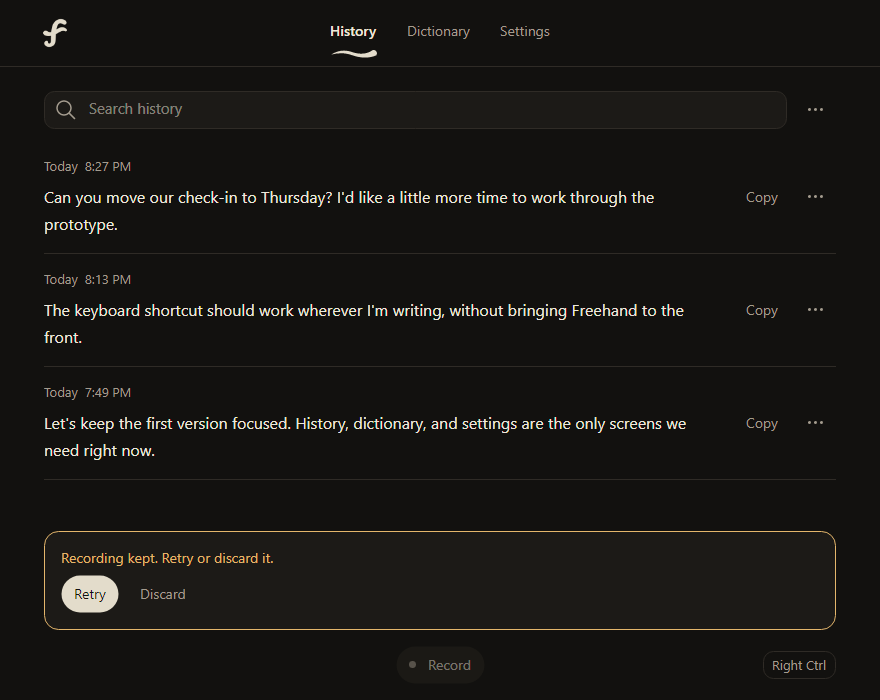 History
Dictionary
Settings
Search history
Today 8:27 PM
Can you move our check-in to Thursday? I'd like a little more time to work through the
prototype.
Copy
Today 8:13 PM
The keyboard shortcut should work wherever I'm writing, without bringing Freehand to the
front.
Copy
Today 7:49 PM
Let's keep the first version focused. History, dictionary, and settings are the only screens we
need right now.
Copy
Recording kept. Retry or discard it.
Retry
Discard
Record
Right Ctrl